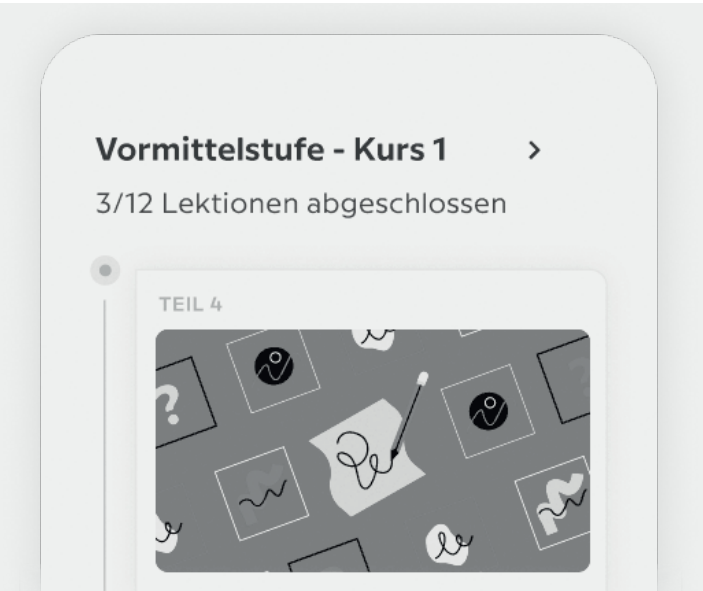 Vormittelstufe - Kurs 1
3/12 Lektionen abgeschlossen
TEIL 4